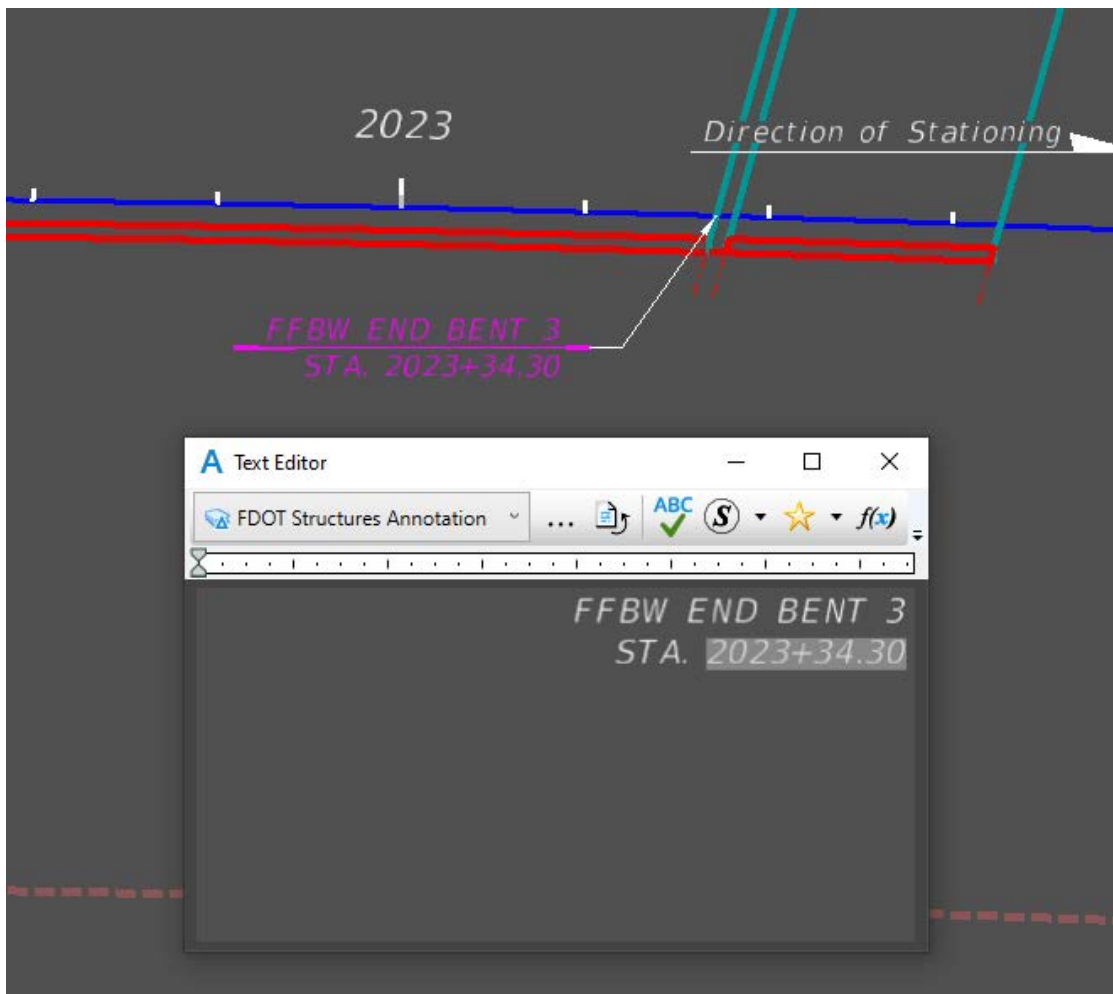 2023
Direction of Stationing
FFBW END BENT 3
STA. 2023+34.30
A Text Editor
FDOT Structures Annotation ... ABC S f(x)
FFBW END BENT 3
STA. 2023+34.30